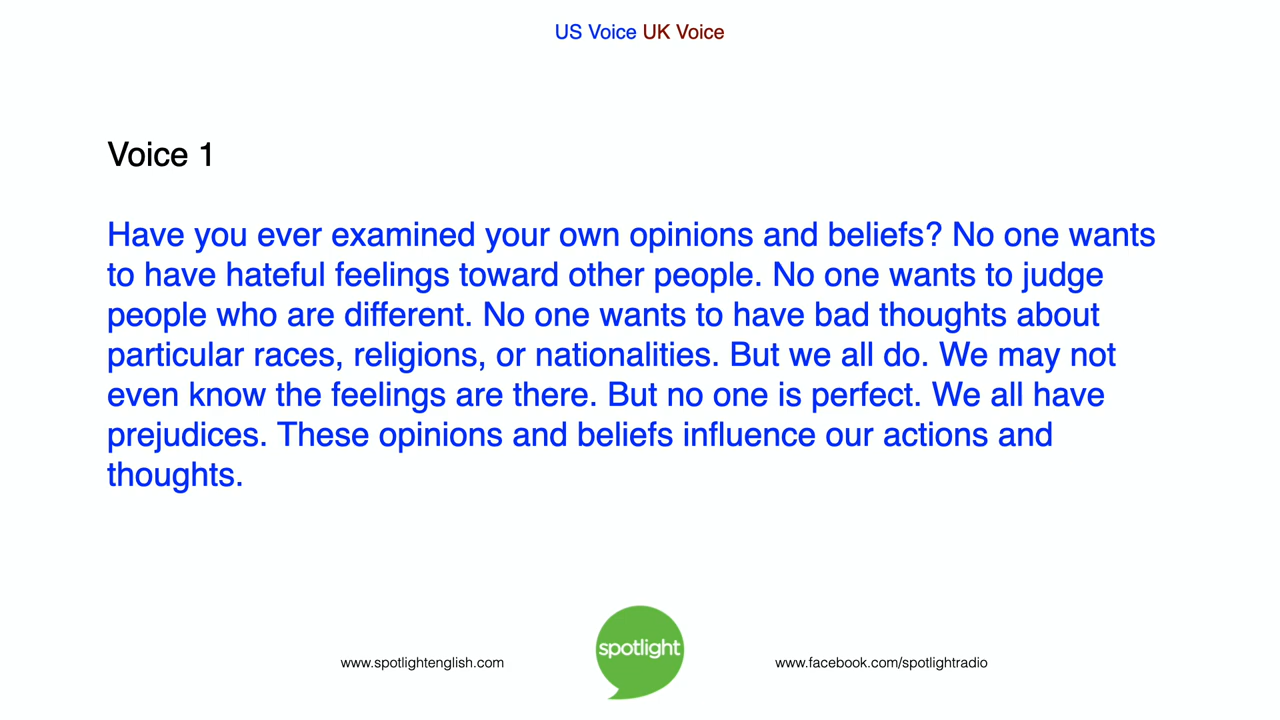 US Voice UK Voice
Voice 1
Have you ever examined your own opinions and beliefs? No one wants
to have hateful feelings toward other people. No one wants to judge
people who are different. No one wants to have bad thoughts about
particular races, religions, or nationalities. But we all do. We may not
even know the feelings are there. But no one is perfect. We all have
prejudices. These opinions and beliefs influence our actions and
thoughts.
www.spotlightenglish.com
spotlight
www.facebook.com/spotlightradio